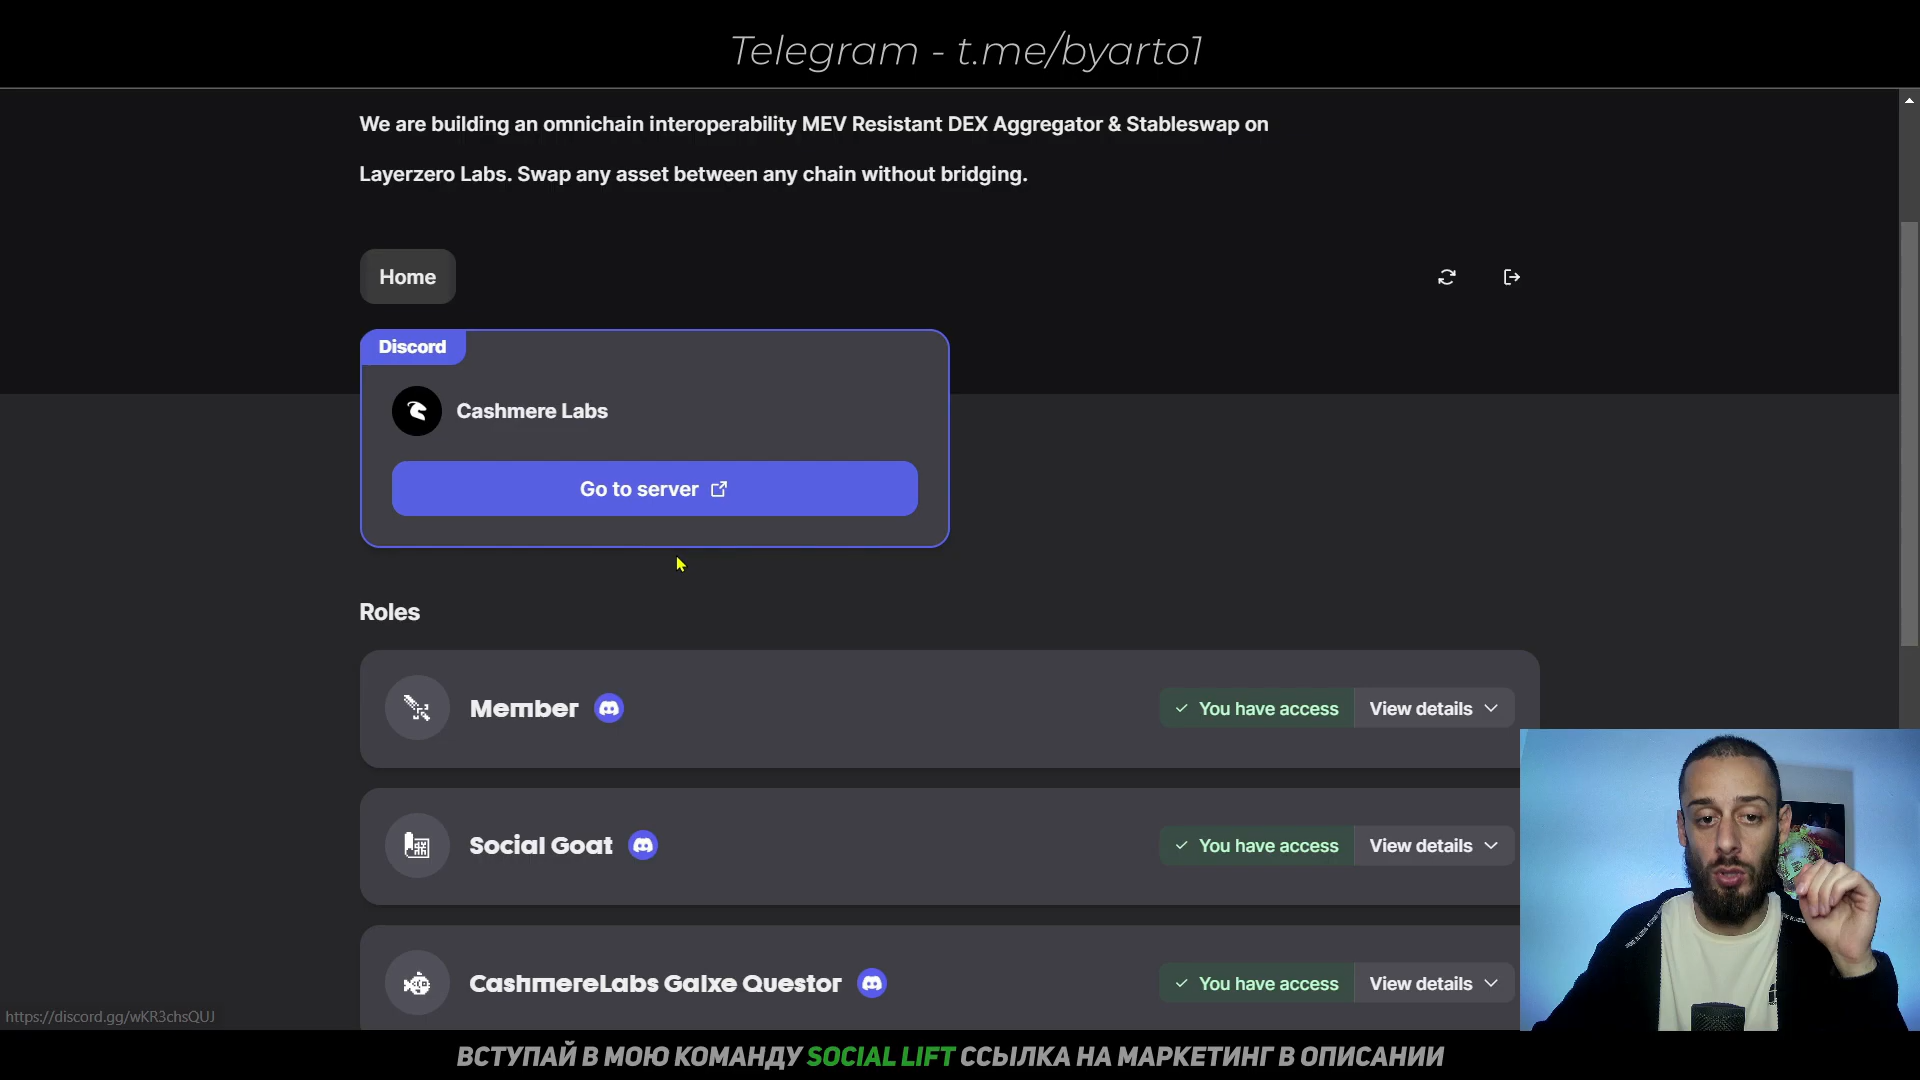 Telegram - t.me/byarto1
We are building an omnichain interoperability MEV Resistant DEX Aggregator & Stableswap on
Layerzero Labs. Swap any asset between any chain without bridging.
Home
Discord
Cashmere Labs
Go to server
Roles
Member
You have access
View details
Social Goat
You have access
View details
CashmereLabs Galxe Questor
You have access
View details
https://discord.gg/wKR3chsQUJ
ВСТУПАЙ В МОЮ КОМАНДУ SOCIAL LIFT ССЫЛКА НА МАРКЕТИНГ В ОПИСАНИИ